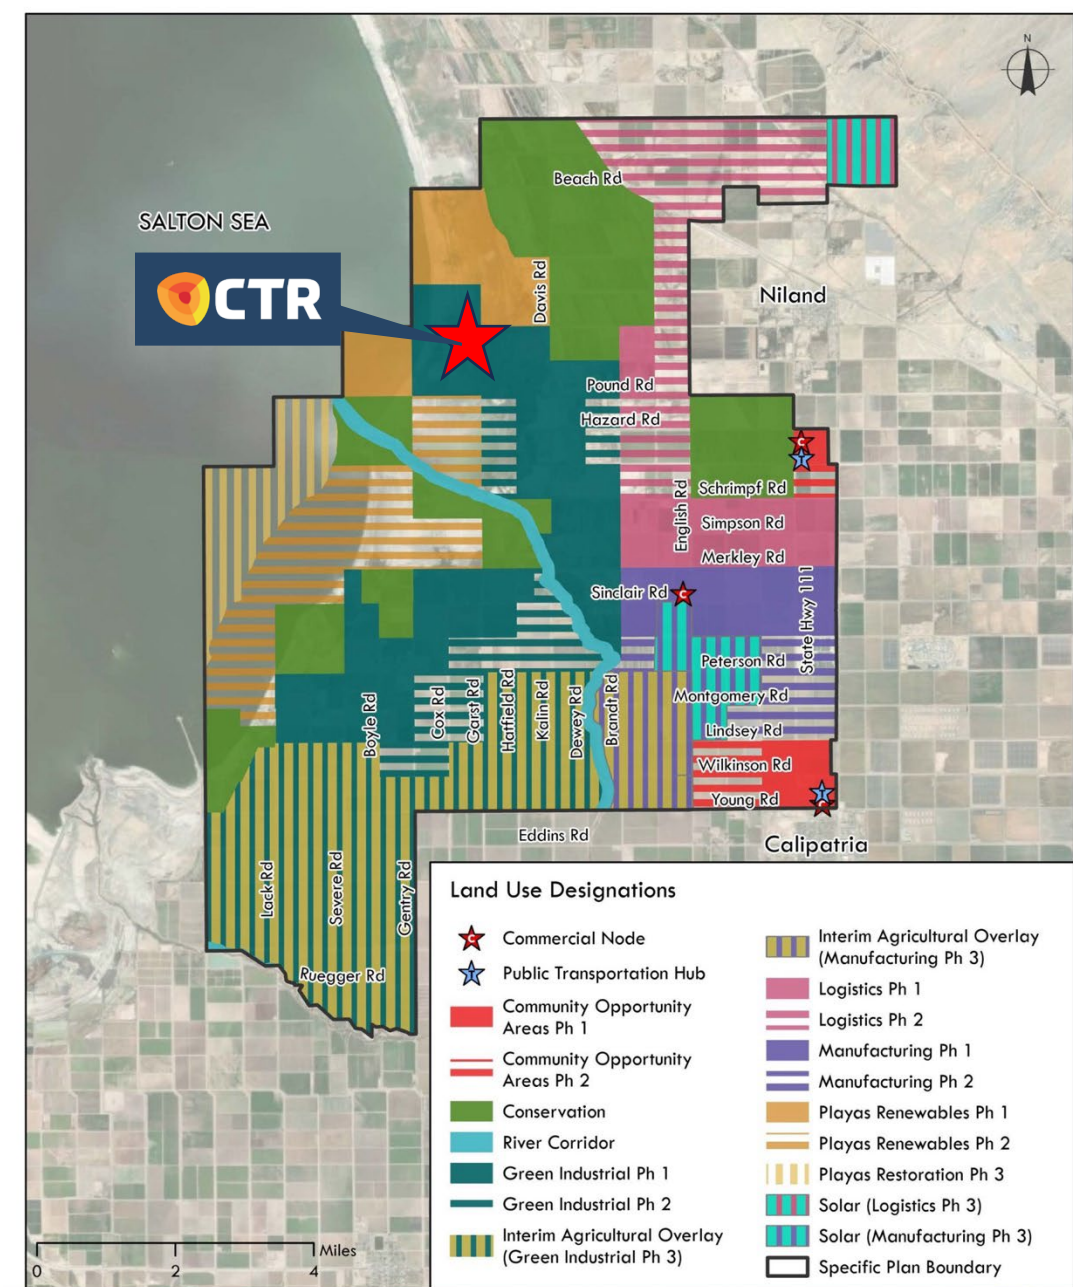 N
SALTON SEA
CTR
Beach Rd
Davis Rd
Niland
Pound Rd
Hazard Rd
Schrimpf Rd
English Rd
Simpson Rd
Merkley Rd
Sinclair Rd
State Hwy 111
Peterson Rd
Montgomery Rd
Lindsey Rd
Boyle Rd
Cox Rd
Garst Rd
Hatfield Rd
Kalin Rd
Dewey Rd
Brandt Rd
Wilkinson Rd
Young Rd
Eddins Rd
Calipatria
Lack Rd
Severe Rd
Gentry Rd
Ruegger Rd
C
T
C
T
C
Land Use Designations
C Commercial Node
T Public Transportation Hub
Community Opportunity
Areas Ph 1
Community Opportunity
Areas Ph 2
Conservation
River Corridor
Green Industrial Ph 1
Green Industrial Ph 2
Interim Agricultural Overlay
(Green Industrial Ph 3)
Interim Agricultural Overlay
(Manufacturing Ph 3)
Logistics Ph 1
Logistics Ph 2
Manufacturing Ph 1
Manufacturing Ph 2
Playas Renewables Ph 1
Playas Renewables Ph 2
Playas Restoration Ph 3
Solar (Logistics Ph 3)
Solar (Manufacturing Ph 3)
Specific Plan Boundary
Miles
0 2 4